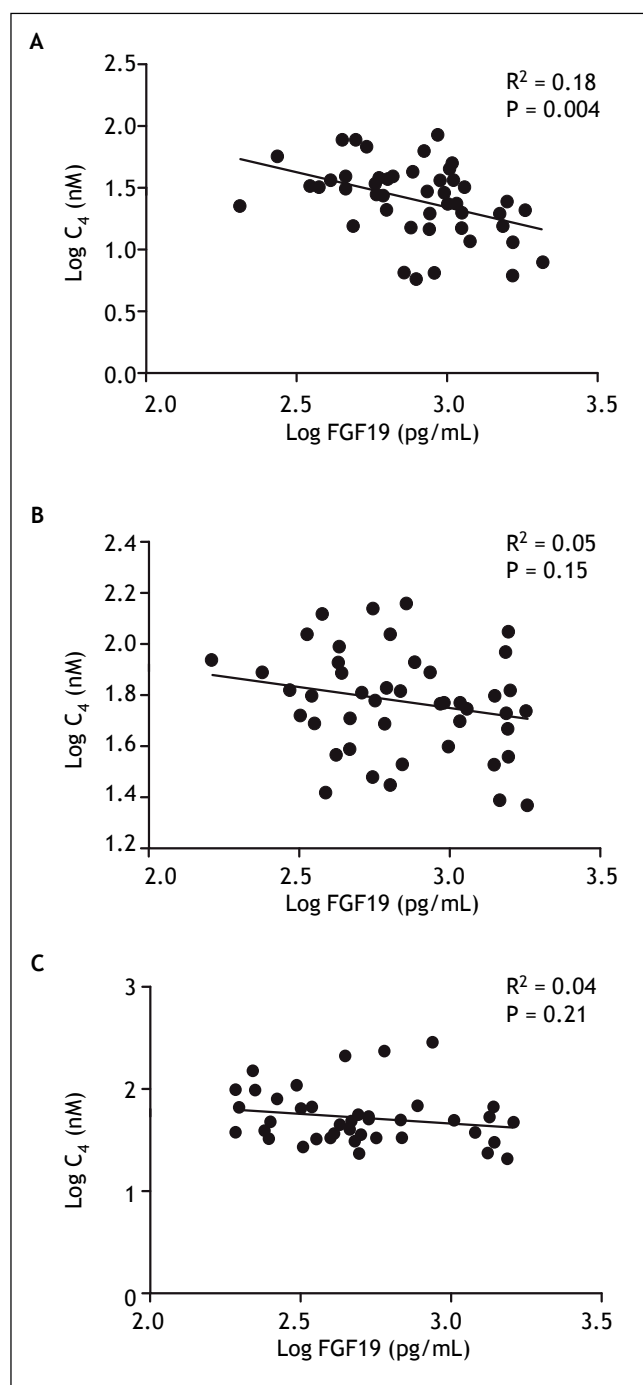 A
R² = 0.18
P = 0.004
2.5
2.0
1.5
1.0
0.5
0.0
Log C₄ (nM)
2.0 2.5 3.0 3.5
Log FGF19 (pg/mL)
B
R² = 0.05
P = 0.15
2.4
2.2
2.0
1.8
1.6
1.4
1.2
Log C₄ (nM)
2.0 2.5 3.0 3.5
Log FGF19 (pg/mL)
C
R² = 0.04
P = 0.21
3
2
1
0
Log C₄ (nM)
2.0 2.5 3.0 3.5
Log FGF19 (pg/mL)